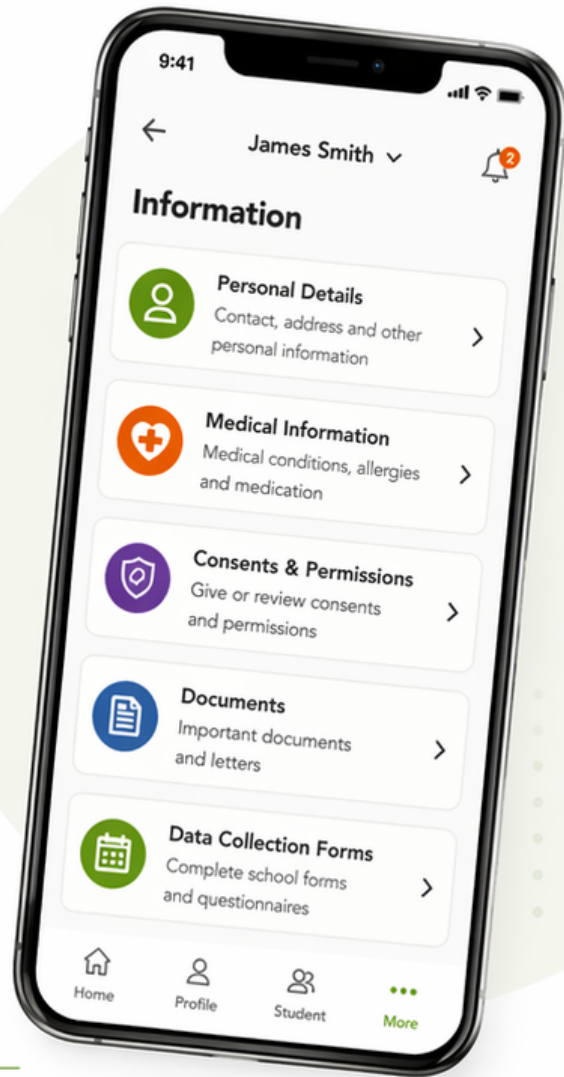 9:41
James Smith
2
Information
Personal Details
Contact, address and other
personal information
Medical Information
Medical conditions, allergies
and medication
Consents & Permissions
Give or review consents
and permissions
Documents
Important documents
and letters
Data Collection Forms
Complete school forms
and questionnaires
Home
Profile
Student
More